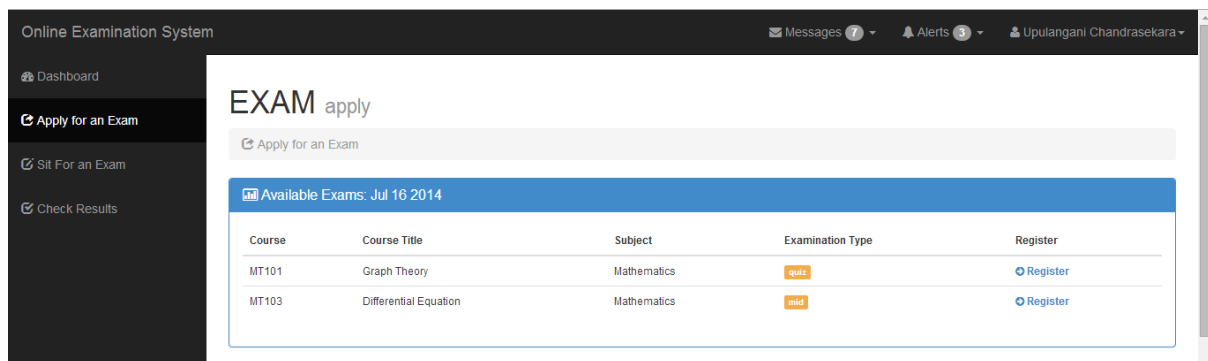 Online Examination System Messages 7 Alerts 3 Upulangani Chandrasekara
Dashboard
Apply for an Exam
Sit For an Exam
Check Results
EXAM apply
Apply for an Exam
Available Exams: Jul 16 2014
Course Course Title Subject Examination Type Register
MT101 Graph Theory Mathematics quiz Register
MT103 Differential Equation Mathematics mid Register